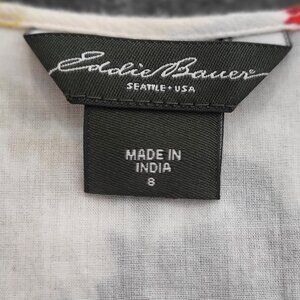 Eddie Bauer
SEATTLE • USA
MADE IN
INDIA
8